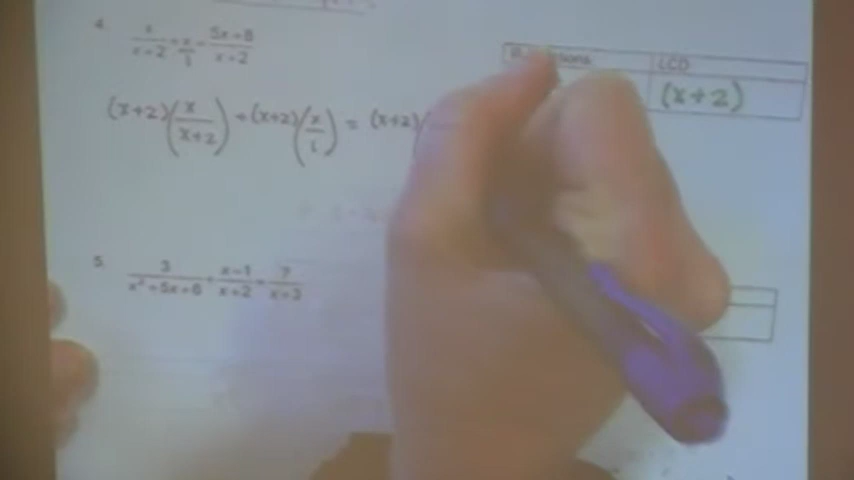 4. x/(x+2) + x/1 = (5x+8)/(x+2)
LCD
(x+2)
(x+2)(x/(x+2)) + (x+2)(x/1) = (x+2)(
5. 3/(x²+5x+6) + (x-1)/(x+2) = 7/(x+3)